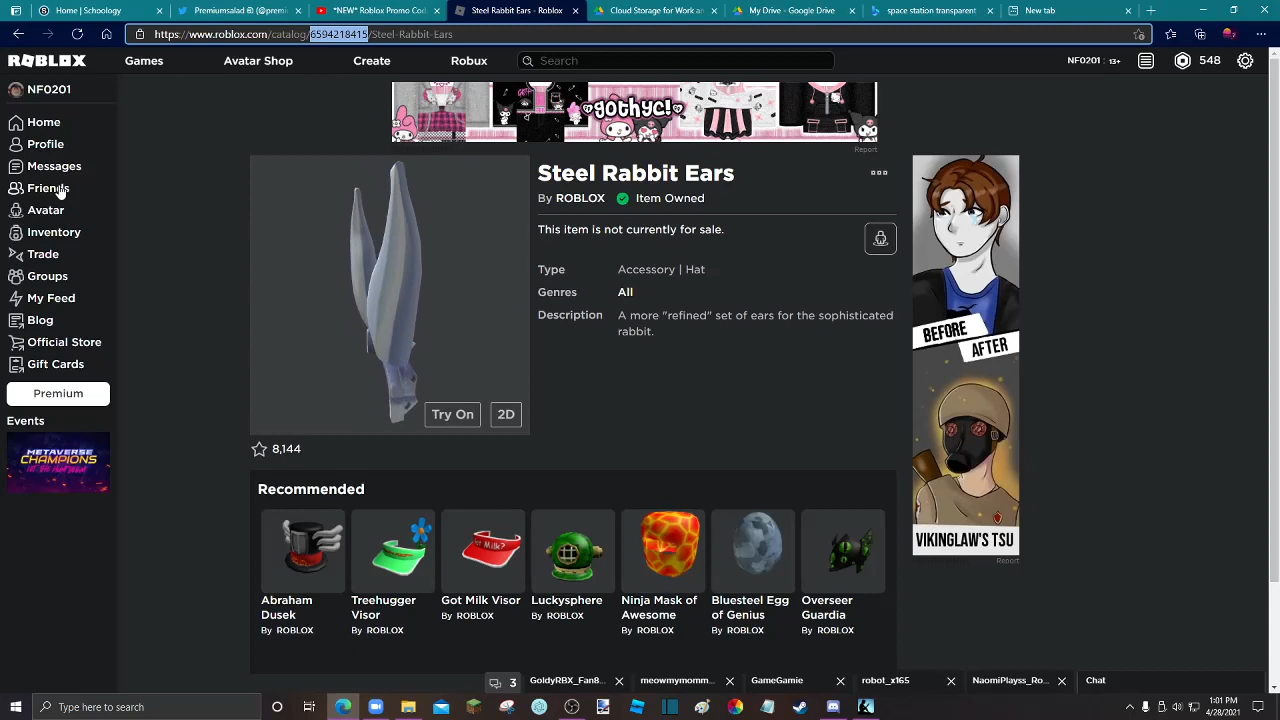 Home | Schoology
Premiumsalad (@premi
*NEW* Roblox Promo Codi
Steel Rabbit Ears - Roblox
Cloud Storage for Work an
My Drive - Google Drive
space station transparent
New tab
https://www.roblox.com/catalog/6594218415/Steel-Rabbit-Ears
ROBLOX
Games
Avatar Shop
Create
Robux
Search
NF0201 : 13+
548
NF0201
Home
Profile
Messages
Friends
Avatar
Inventory
Trade
Groups
My Feed
Blog
Official Store
Gift Cards
Premium
Events
METAVERSE
CHAMPIONS
gothyc!
Report
Steel Rabbit Ears
By ROBLOX Item Owned
This item is not currently for sale.
Type Accessory | Hat
Genres All
Description A more "refined" set of ears for the sophisticated
rabbit.
Try On
2D
8,144
BEFORE
AFTER
VIKINGLAW'S TSU
Report
Recommended
Got Milk?
Abraham
Dusek
By ROBLOX
Treehugger
Visor
By ROBLOX
Got Milk Visor
By ROBLOX
Luckysphere
By ROBLOX
Ninja Mask of
Awesome
By ROBLOX
Bluesteel Egg
of Genius
By ROBLOX
Overseer
Guardia
By ROBLOX
3
GoldyRBX_Fan8...
meowmymomm...
GameGamie
robot_x165
NaomiPlayss_Ro...
Chat
Type here to search
1:01 PM
4/28/2021